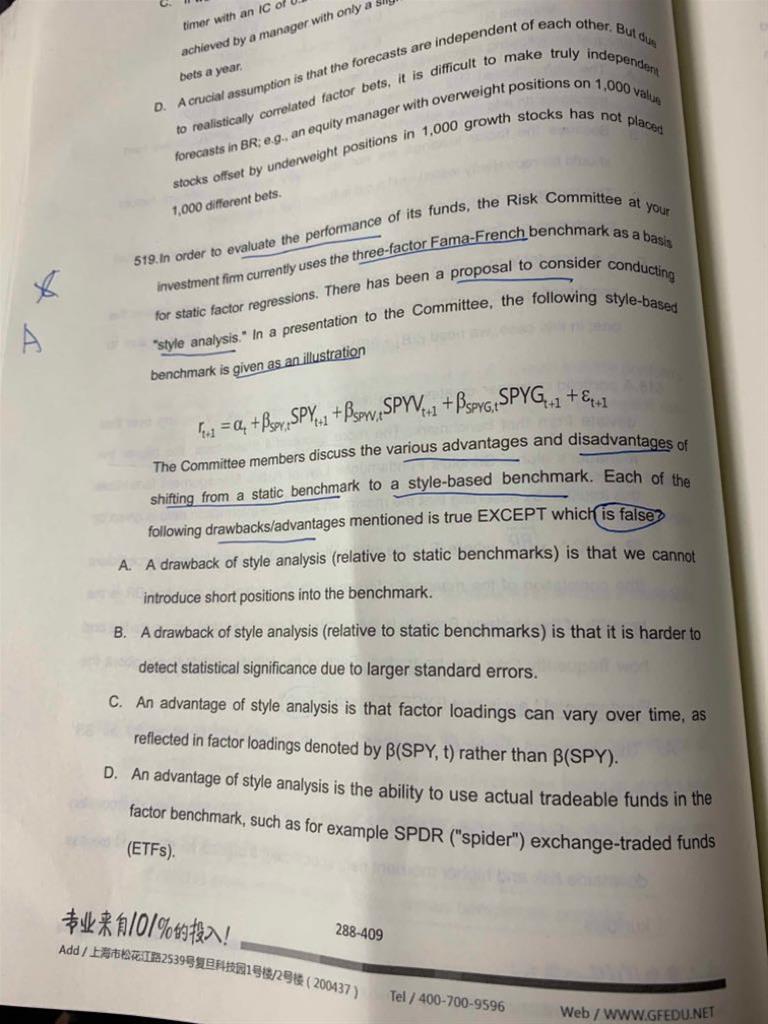 C.
timer with an IC of
achieved by a manager with only a
bets a year.
D. A crucial assumption is that the forecasts are independent of each other. But due
to realistically correlated factor bets, it is difficult to make truly independent
forecasts in BR; e.g., an equity manager with overweight positions on 1,000 value
stocks offset by underweight positions in 1,000 growth stocks has not placed
1,000 different bets.
519. In order to evaluate the performance of its funds, the Risk Committee at your
investment firm currently uses the three-factor Fama-French benchmark as a basis
for static factor regressions. There has been a proposal to consider conducting
"style analysis." In a presentation to the Committee, the following style-based
A
benchmark is given as an illustration
r_{t+1} = α_t + β_{SPY,t}SPY_{t+1} + β_{SPYV,t}SPYV_{t+1} + β_{SPYG,t}SPYG_{t+1} + ε_{t+1}
The Committee members discuss the various advantages and disadvantages of
shifting from a static benchmark to a style-based benchmark. Each of the
following drawbacks/advantages mentioned is true EXCEPT which is false?
A. A drawback of style analysis (relative to static benchmarks) is that we cannot
introduce short positions into the benchmark.
B. A drawback of style analysis (relative to static benchmarks) is that it is harder to
detect statistical significance due to larger standard errors.
C. An advantage of style analysis is that factor loadings can vary over time, as
reflected in factor loadings denoted by β(SPY, t) rather than β(SPY).
D. An advantage of style analysis is the ability to use actual tradeable funds in the
factor benchmark, such as for example SPDR ("spider") exchange-traded funds
(ETFs).
专业来自101%的投入!
288-409
Add / 上海市松花江路2539号复旦科技园1号楼/2号楼 ( 200437 )
Tel / 400-700-9596
Web / WWW.GFEDU.NET